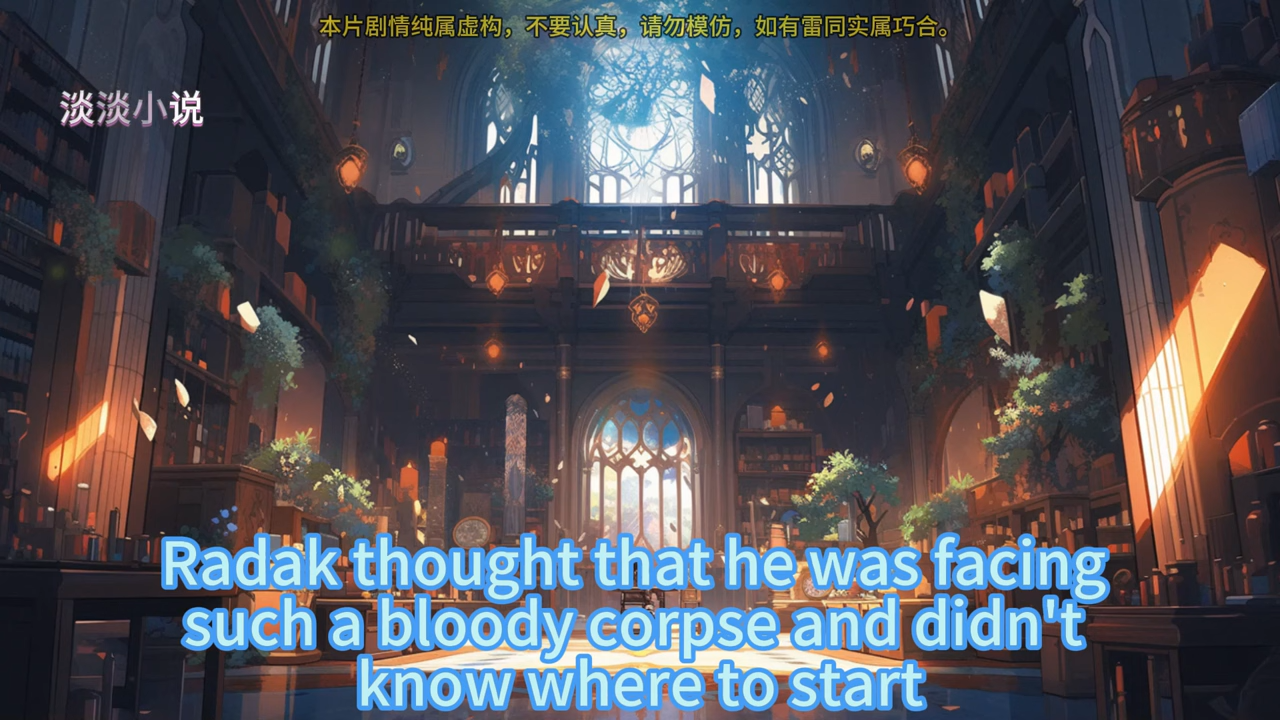 本片剧情纯属虚构，不要认真，请勿模仿，如有雷同实属巧合。
淡淡小说
Radak thought that he was facing
such a bloody corpse and didn't
know where to start